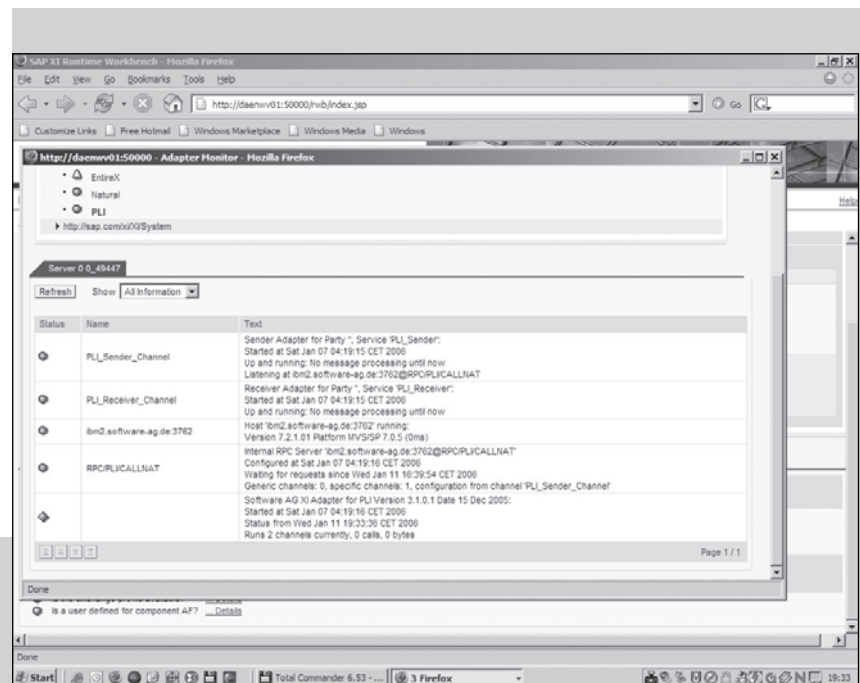 SAP XI Runtime Workbench - Mozilla Firefox
File Edit View Go Bookmarks Tools Help
http://daenwv01:50000/rwb/index.jsp
Go
Customize Links Free Hotmail Windows Marketplace Windows Media Windows
http://daenwv01:50000 - Adapter Monitor - Mozilla Firefox
Help
EntireX
Natural
PLI
http://sap.com/xi/XI/System
Server 0 0_49447
Refresh Show All Information
Status Name Text
PLI_Sender_Channel
Sender Adapter for Party '', Service 'PLI_Sender':
Started at Sat Jan 07 04:19:15 CET 2006
Up and running: No message processing until now
Listening at ibm2.software-ag.de:3762@RPC/PLI/CALLNAT
PLI_Receiver_Channel
Receiver Adapter for Party '', Service 'PLI_Receiver':
Started at Sat Jan 07 04:19:15 CET 2006
Up and running: No message processing until now
ibm2.software-ag.de:3762
Host 'ibm2.software-ag.de:3762' running:
Version 7.2.1.01 Platform MVS/SP 7.0.5 (0ms)
RPC/PLI/CALLNAT
Internal RPC Server 'ibm2.software-ag.de:3762@RPC/PLI/CALLNAT'
Configured at Sat Jan 07 04:19:16 CET 2006
Waiting for requests since Wed Jan 11 16:39:54 CET 2006
Generic channels: 0, specific channels: 1, configuration from channel 'PLI_Sender_Channel'
Software AG XI Adapter for PLI Version 3.1.0.1 Date 15 Dec 2005:
Started at Sat Jan 07 04:19:16 CET 2006
Status from Wed Jan 11 19:33:36 CET 2006
Runs 2 channels currently, 0 calls, 0 bytes
Page 1 / 1
Done
Is a user defined for component AF? ... Details
Done
Start Total Commander 6.53 - ... 3 Firefox 19:33